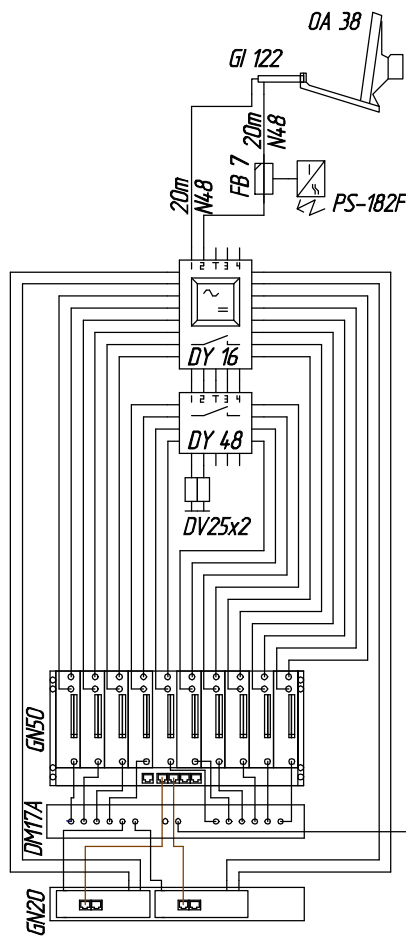 OA 38
GI 122
20m
N48
FB 7
20m
N48
PS-182F
1 2 T 3 4
DY 16
1 2 T 3 4
DY 48
DV25x2
GN50
DM17A
GN20